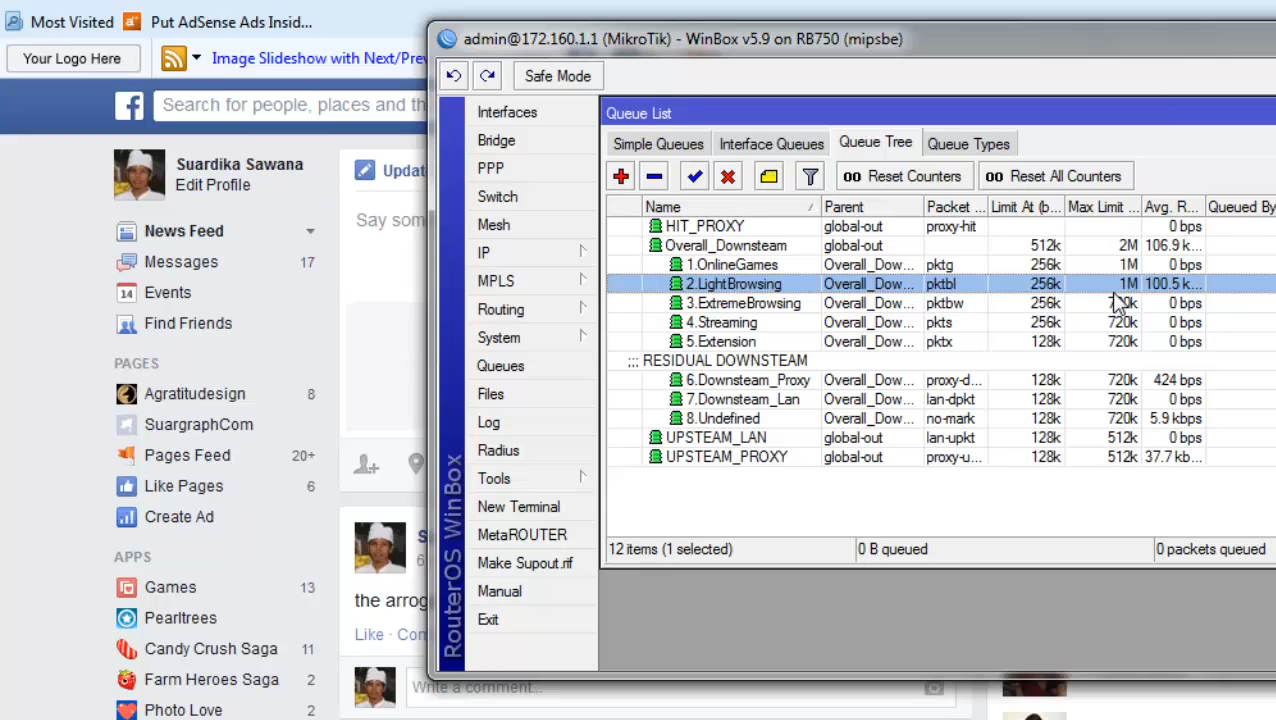 Most Visited
Put AdSense Ads Insid...
Your Logo Here
Image Slideshow with Next/Prev
Search for people, places and th
Suardika Sawana
Edit Profile
News Feed
Messages 17
14 Events
Find Friends
PAGES
Agratitudesign 8
SuargraphCom
Pages Feed 20+
Like Pages 6
Create Ad
APPS
Games 13
Pearltrees
Candy Crush Saga 11
Farm Heroes Saga 2
Photo Love 2
Updat
Say som
S
6
the arrog
Like · Com
Write a comment...
admin@172.160.1.1 (MikroTik) - WinBox v5.9 on RB750 (mipsbe)
Safe Mode
RouterOS WinBox
Interfaces
Bridge
PPP
Switch
Mesh
IP
MPLS
Routing
System
Queues
Files
Log
Radius
Tools
New Terminal
MetaROUTER
Make Supout.rif
Manual
Exit
Queue List
Simple Queues Interface Queues Queue Tree Queue Types
00 Reset Counters 00 Reset All Counters
Name / Parent Packet ... Limit At (b... Max Limit ... Avg. R... Queued By
HIT_PROXY global-out proxy-hit 0 bps
Overall_Downsteam global-out 512k 2M 106.9 k...
1.OnlineGames Overall_Dow... pktg 256k 1M 0 bps
2.LightBrowsing Overall_Dow... pktbl 256k 1M 100.5 k...
3.ExtremeBrowsing Overall_Dow... pktbw 256k 720k 0 bps
4.Streaming Overall_Dow... pkts 256k 720k 0 bps
5.Extension Overall_Dow... pktx 128k 720k 0 bps
::: RESIDUAL DOWNSTEAM
6.Downsteam_Proxy Overall_Dow... proxy-d... 128k 720k 424 bps
7.Downsteam_Lan Overall_Dow... lan-dpkt 128k 720k 0 bps
8.Undefined Overall_Dow... no-mark 128k 720k 5.9 kbps
UPSTEAM_LAN global-out lan-upkt 128k 512k 0 bps
UPSTEAM_PROXY global-out proxy-u... 128k 512k 37.7 kb...
12 items (1 selected) 0 B queued 0 packets queued